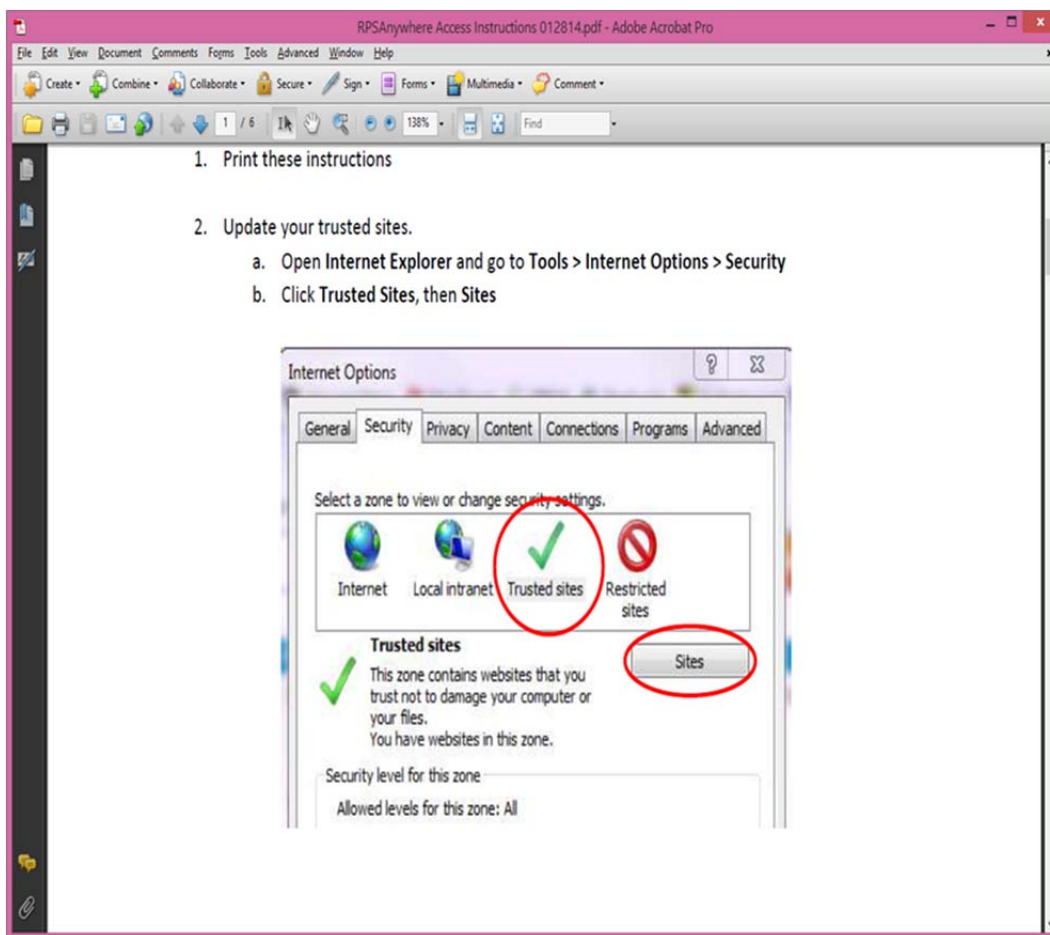 RPSAnywhere Access Instructions 012814.pdf - Adobe Acrobat Pro
File Edit View Document Comments Forms Tools Advanced Window Help
Create Combine Collaborate Secure Sign Forms Multimedia Comment
1 / 6 138% Find
1. Print these instructions
2. Update your trusted sites.
a. Open Internet Explorer and go to Tools > Internet Options > Security
b. Click Trusted Sites, then Sites
Internet Options
General Security Privacy Content Connections Programs Advanced
Select a zone to view or change security settings.
Internet Local intranet Trusted sites Restricted
sites
Trusted sites
Sites
This zone contains websites that you
trust not to damage your computer or
your files.
You have websites in this zone.
Security level for this zone
Allowed levels for this zone: All